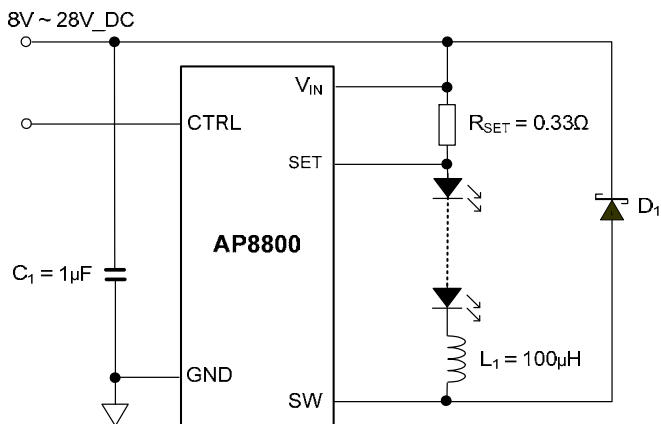 8V ~ 28V_DC
V_IN
CTRL
R_SET = 0.33Ω
SET
D_1
AP8800
C_1 = 1µF
L_1 = 100µH
GND
SW